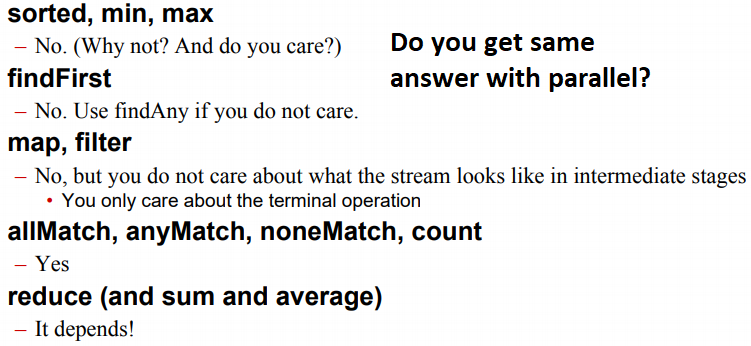 sorted, min, max
– No. (Why not? And do you care?)
Do you get same
answer with parallel?
findFirst
– No. Use findAny if you do not care.
map, filter
– No, but you do not care about what the stream looks like in intermediate stages
• You only care about the terminal operation
allMatch, anyMatch, noneMatch, count
– Yes
reduce (and sum and average)
– It depends!